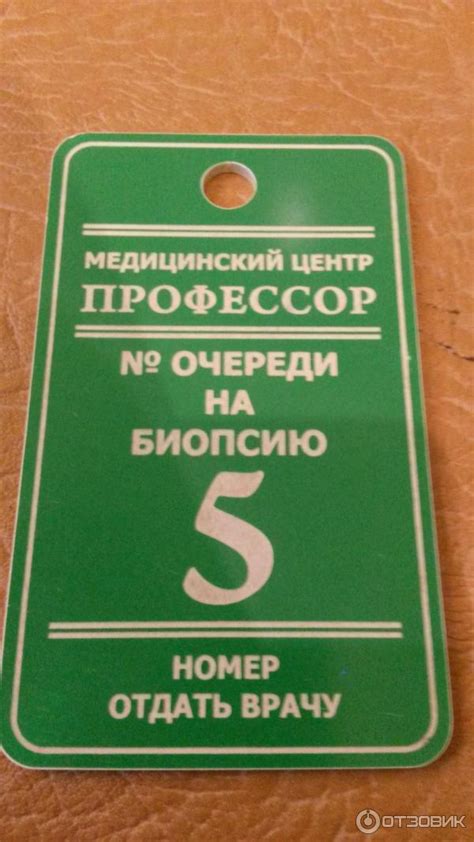 МЕДИЦИНСКИЙ ЦЕНТР
ПРОФЕССОР
№ ОЧЕРЕДИ
НА
БИОПСИЮ
5
НОМЕР
ОТДАТЬ ВРАЧУ
ОТЗОВИК